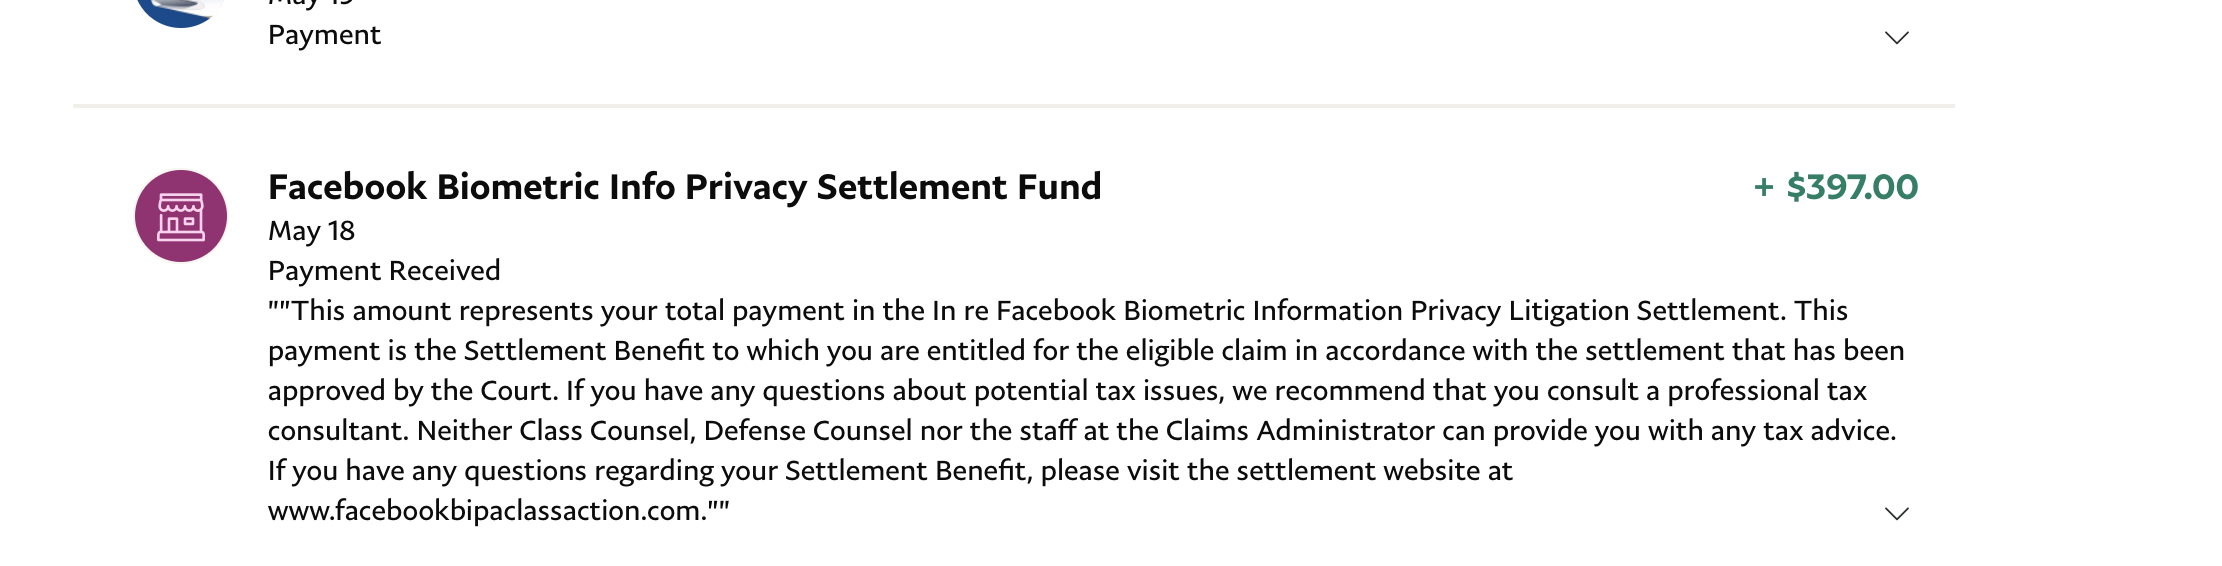 May 19
Payment
Facebook Biometric Info Privacy Settlement Fund
+ $397.00
May 18
Payment Received
""This amount represents your total payment in the In re Facebook Biometric Information Privacy Litigation Settlement. This
payment is the Settlement Benefit to which you are entitled for the eligible claim in accordance with the settlement that has been
approved by the Court. If you have any questions about potential tax issues, we recommend that you consult a professional tax
consultant. Neither Class Counsel, Defense Counsel nor the staff at the Claims Administrator can provide you with any tax advice.
If you have any questions regarding your Settlement Benefit, please visit the settlement website at
www.facebookbipaclassaction.com.""